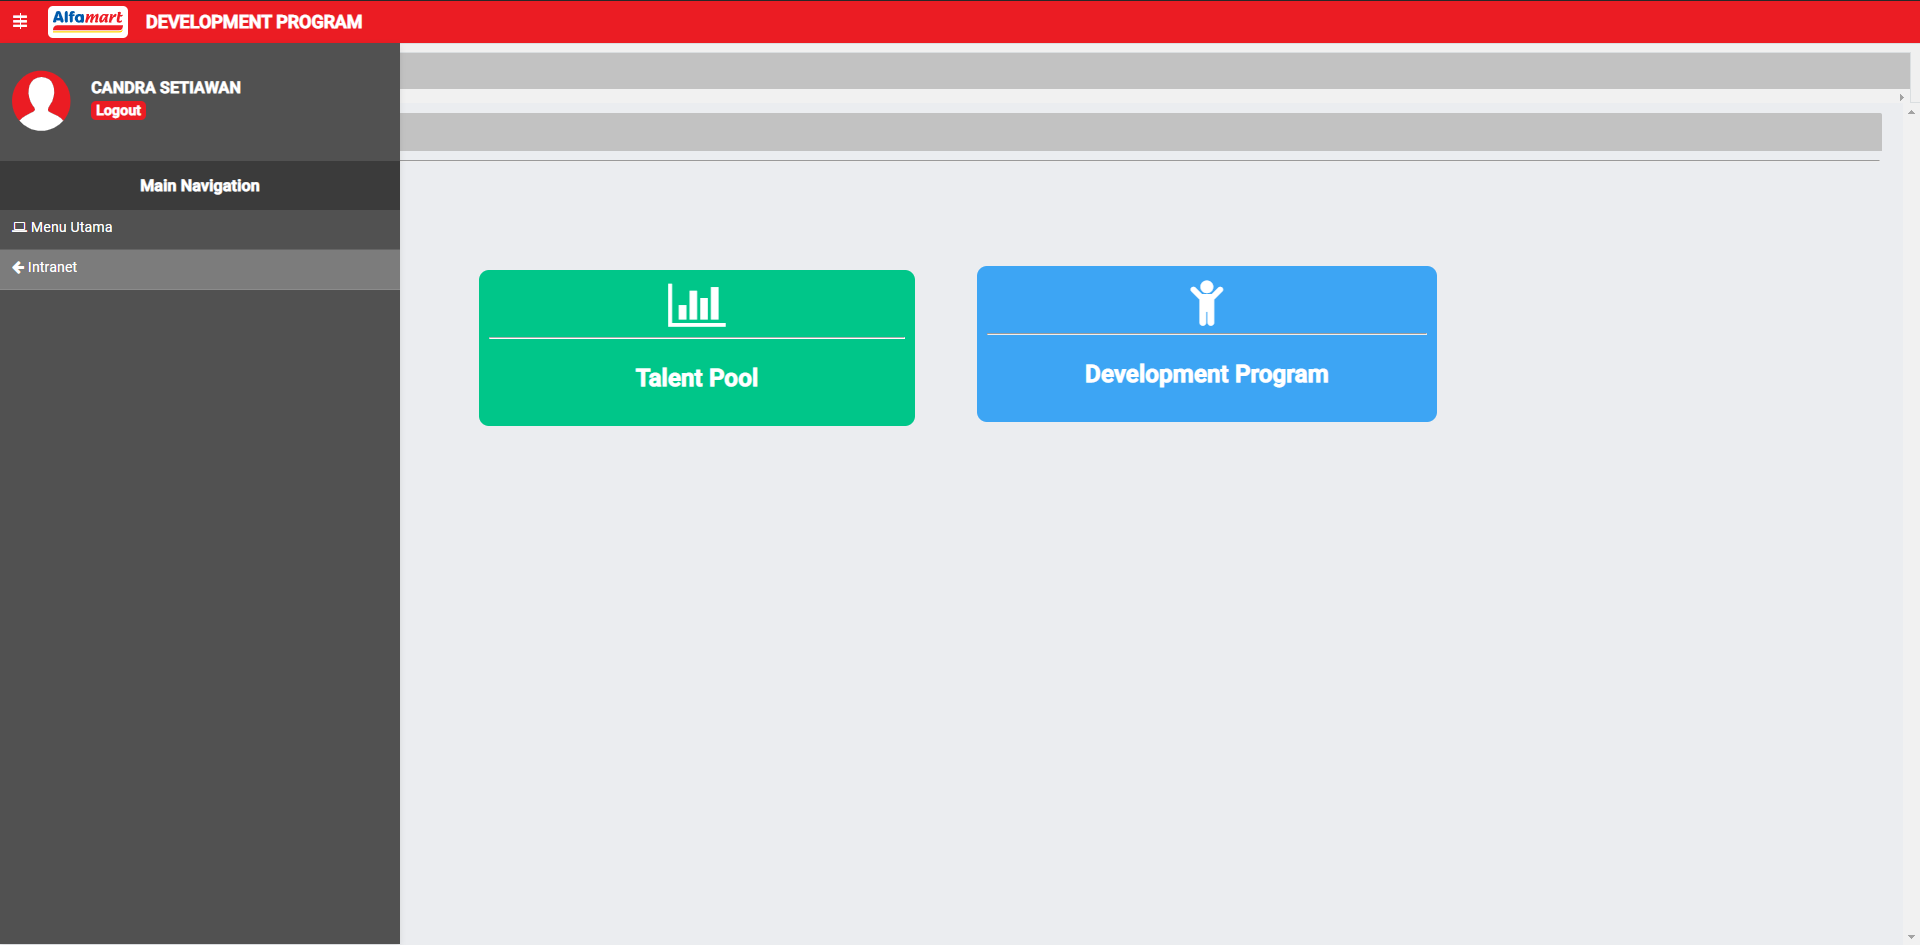 Alfamart
DEVELOPMENT PROGRAM
CANDRA SETIAWAN
Logout
Main Navigation
Menu Utama
Intranet
Talent Pool
Development Program